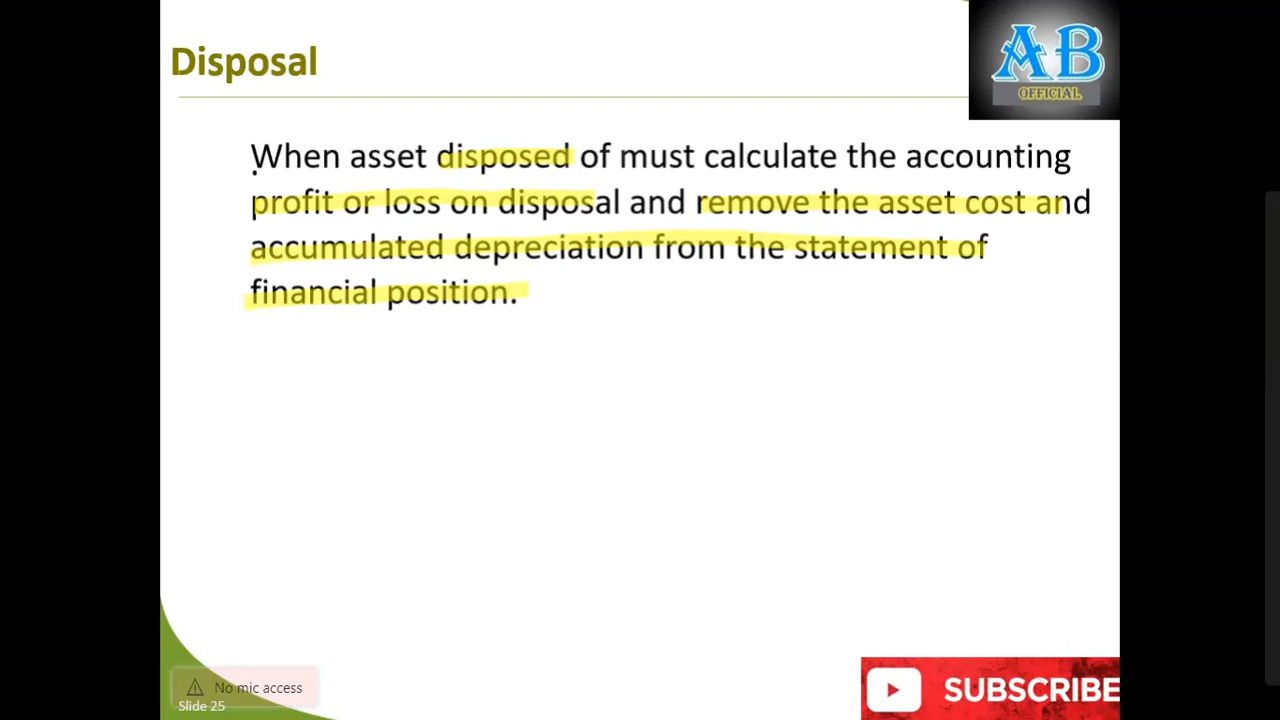 Disposal
AB
OFFICIAL
When asset disposed of must calculate the accounting
profit or loss on disposal and remove the asset cost and
accumulated depreciation from the statement of
financial position.
No mic access
Slide 25
SUBSCRIBE